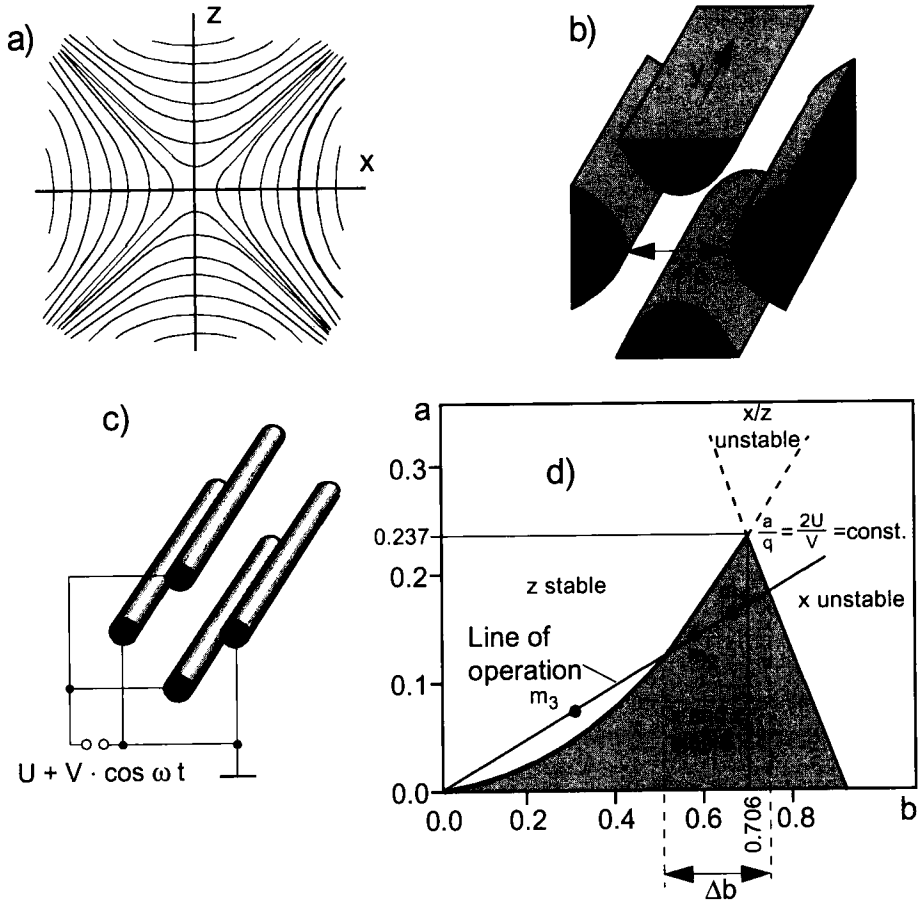 a)
z
x
b)
y
c)
U + V · cos ω t
d)
a
x/z
unstable
0.3
0.237
a/q = 2U/V = const.
0.2
z stable
x unstable
Line of
operation
m₃
0.1
0.0
0.0 0.2 0.4 0.6 0.706 0.8 b
Δb